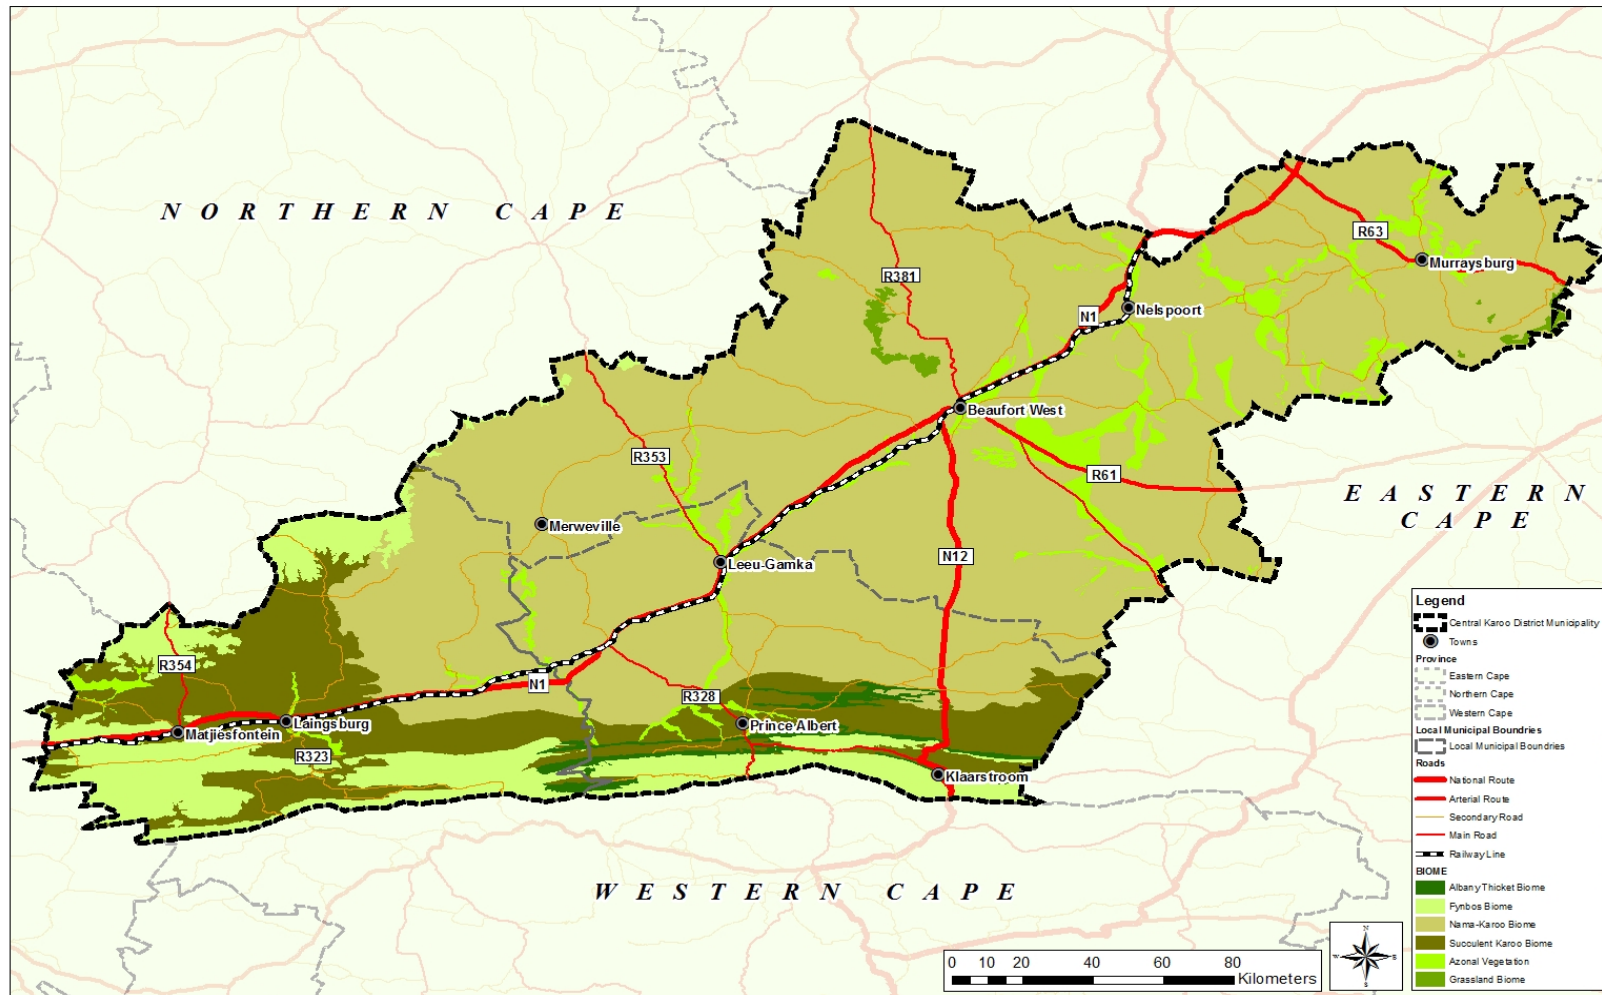 NORTHERN CAPE
R381
R63
Murraysburg
N1
Nelspoort
Beaufort West
R353
R61
EASTERN
CAPE
Merweville
Leeu-Gamka
N12
R354
N1
R328
Laingsburg
Prince Albert
Matjiesfontein
R323
Klaarstroom
WESTERN CAPE
Legend
Central Karoo District Municipality
Towns
Province
Eastern Cape
Northern Cape
Western Cape
Local Municipal Boundries
Local Municipal Boundries
Roads
National Route
Arterial Route
Secondary Road
Main Road
Railway Line
BIOME
Albany Thicket Biome
Fynbos Biome
Nama-Karoo Biome
Succulent Karoo Biome
Azonal Vegetation
Grassland Biome
0 10 20 40 60 80
Kilometers
N
W E
S